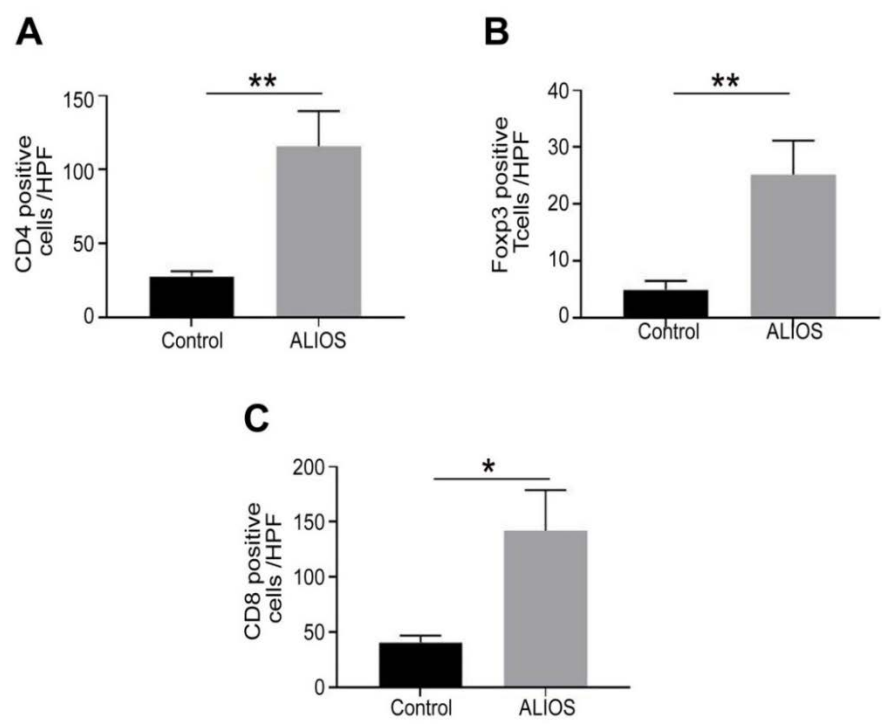 A
**
CD4 positive
cells /HPF
150
100
50
0
Control
ALIOS
B
**
Foxp3 positive
Tcells /HPF
40
30
20
10
0
Control
ALIOS
C
*
CD8 positive
cells /HPF
200
150
100
50
0
Control
ALIOS